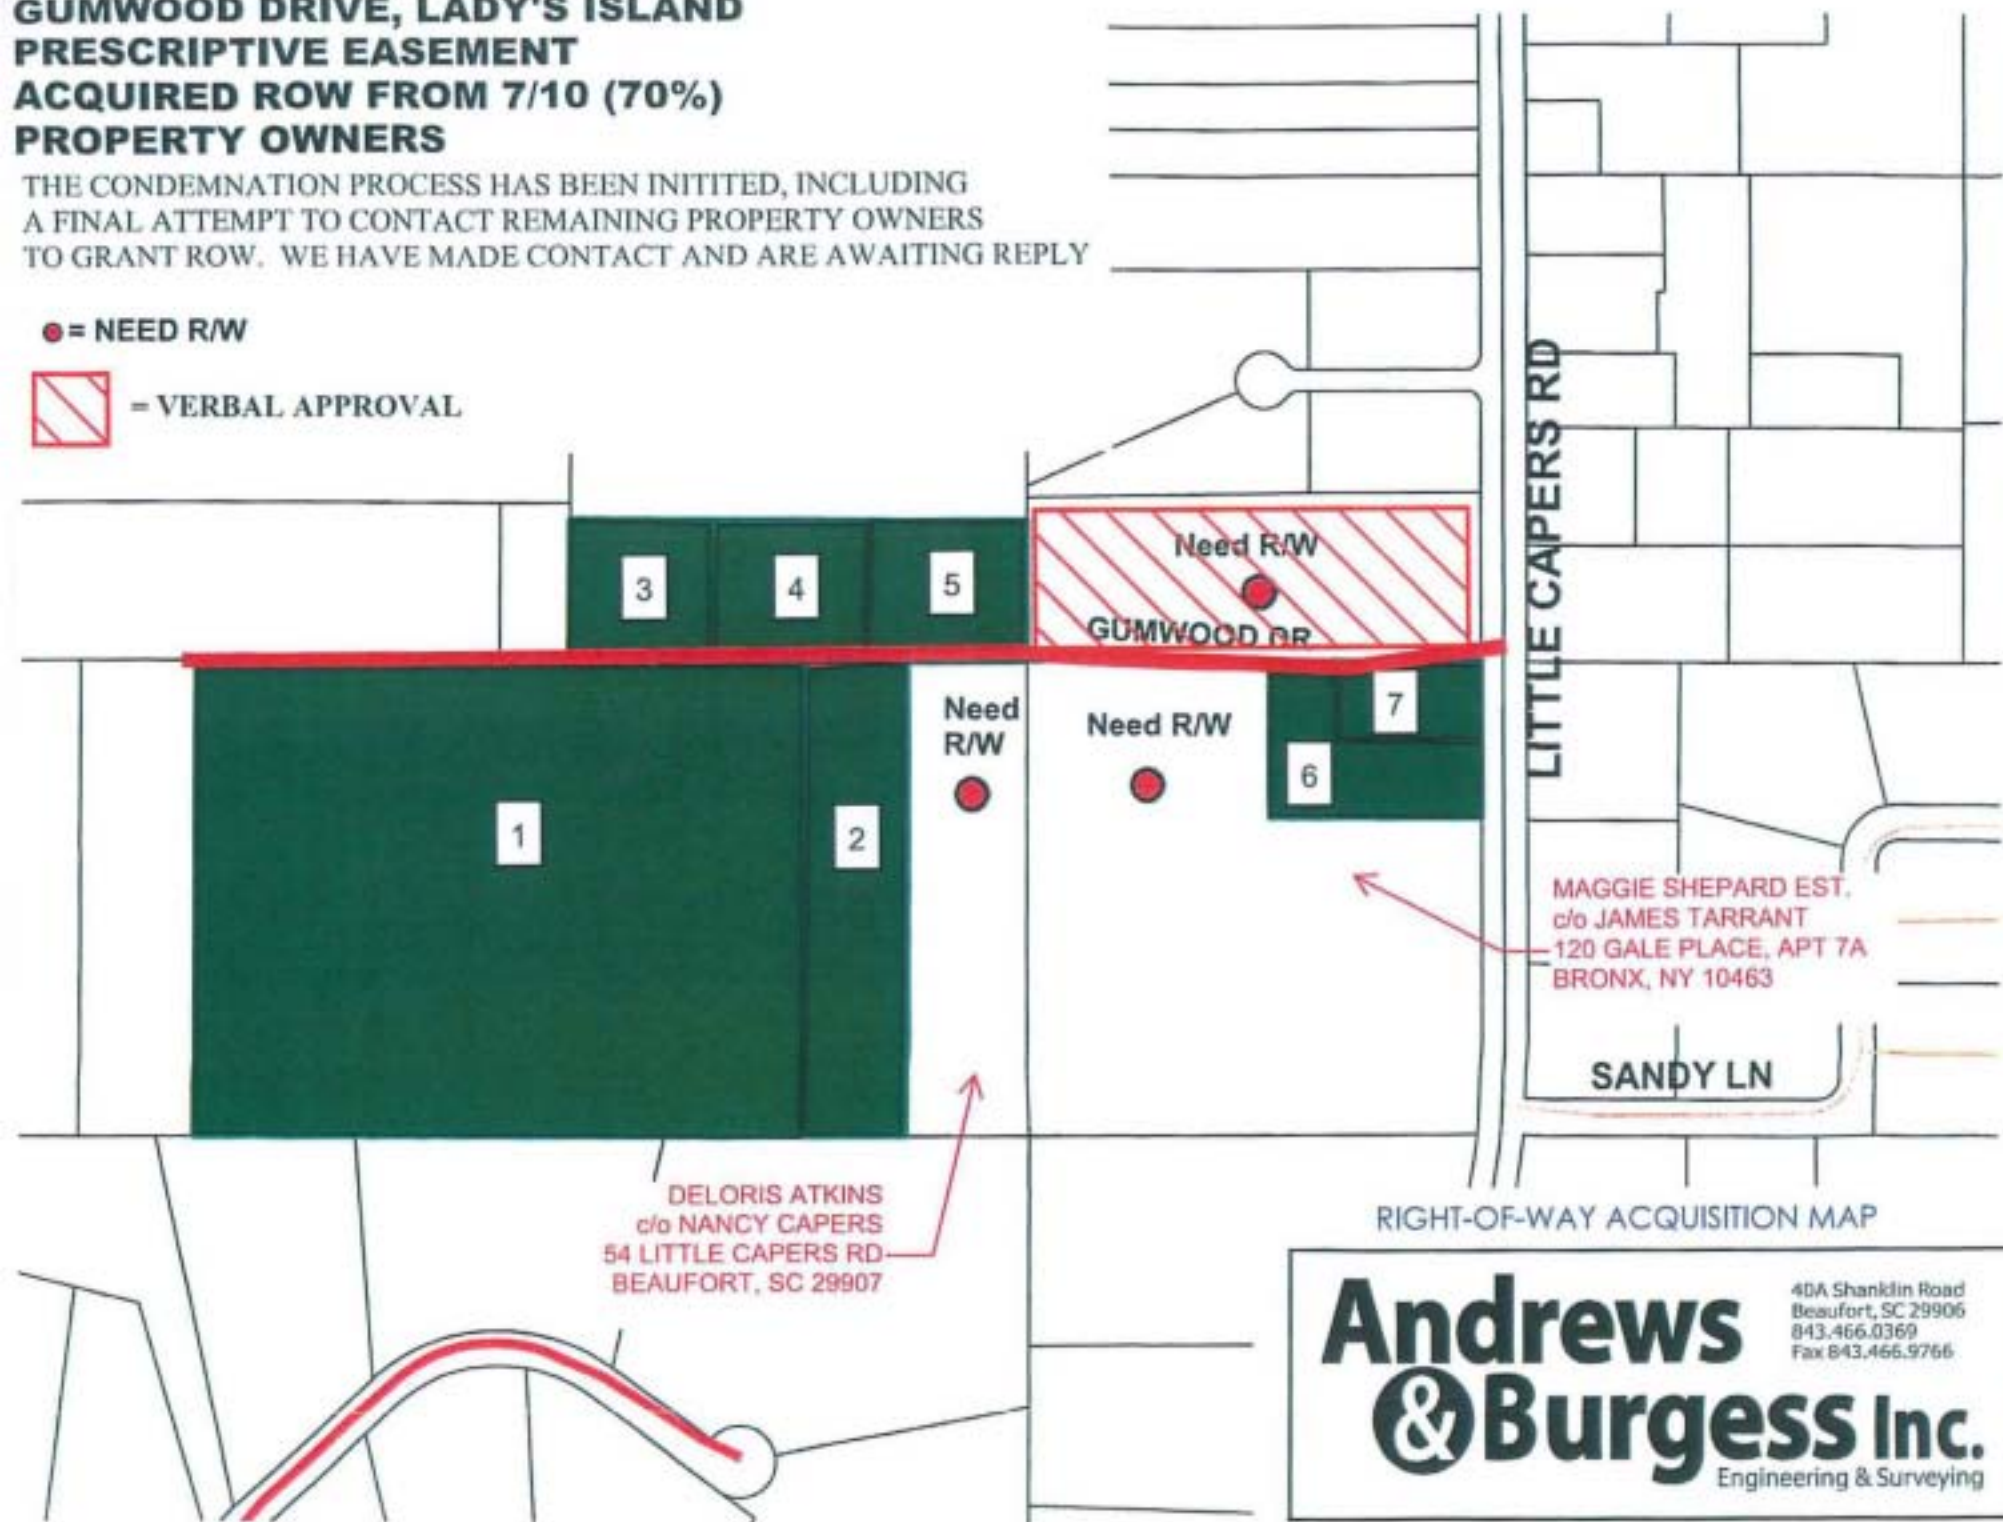 GUMWOOD DRIVE, LADY'S ISLAND
PRESCRIPTIVE EASEMENT
ACQUIRED ROW FROM 7/10 (70%)
PROPERTY OWNERS
THE CONDEMNATION PROCESS HAS BEEN INITITED, INCLUDING
A FINAL ATTEMPT TO CONTACT REMAINING PROPERTY OWNERS
TO GRANT ROW. WE HAVE MADE CONTACT AND ARE AWAITING REPLY
= NEED R/W
= VERBAL APPROVAL
LITTLE CAPERS RD
3
4
5
Need R/W
GUMWOOD DR
1
2
Need
R/W
Need R/W
7
6
MAGGIE SHEPARD EST.
c/o JAMES TARRANT
120 GALE PLACE, APT 7A
BRONX, NY 10463
SANDY LN
DELORIS ATKINS
c/o NANCY CAPERS
54 LITTLE CAPERS RD
BEAUFORT, SC 29907
RIGHT-OF-WAY ACQUISITION MAP
Andrews
& Burgess Inc.
Engineering & Surveying
40A Shanklin Road
Beaufort, SC 29906
843.466.0369
Fax 843.466.9766